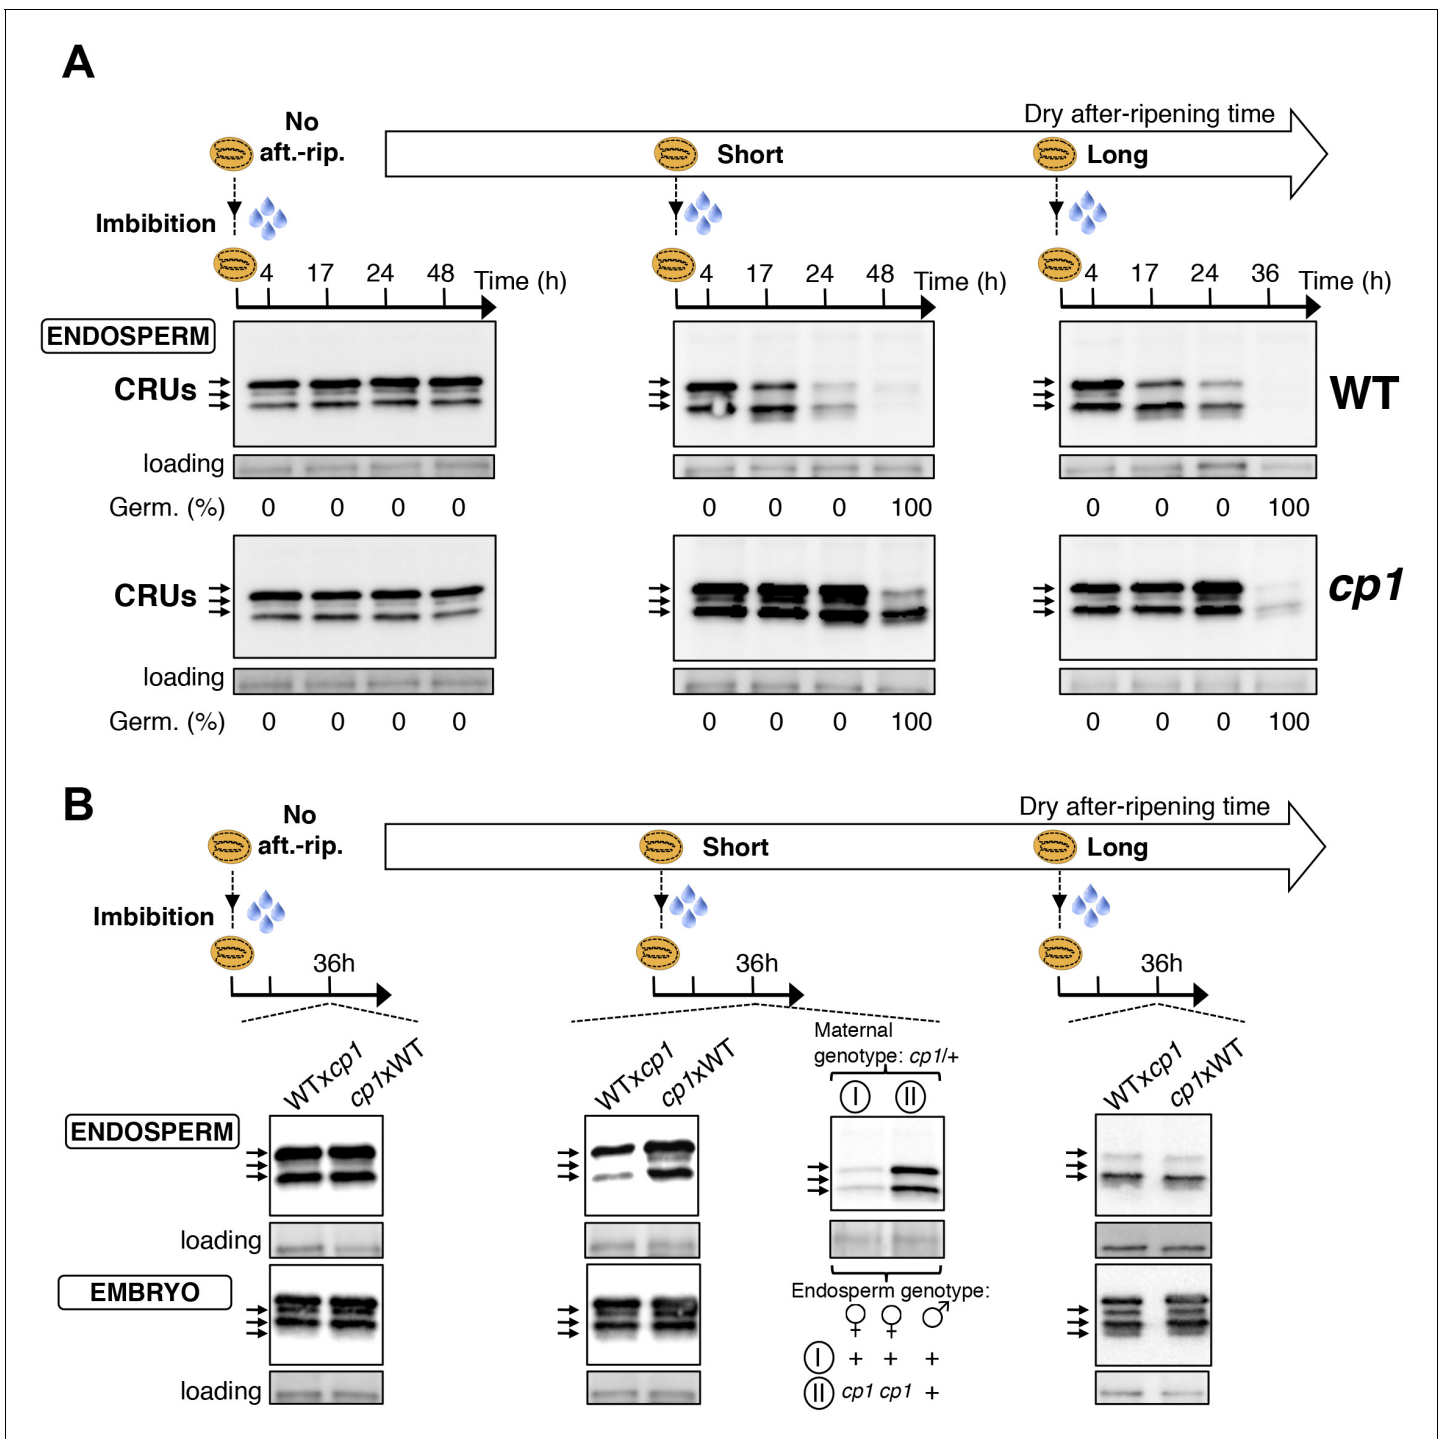 A
No
aft.-rip.
Dry after-ripening time
Short
Long
Imbibition
4 17 24 48 Time (h)
4 17 24 48 Time (h)
4 17 24 36 Time (h)
ENDOSPERM
CRUs
WT
loading
Germ. (%) 0 0 0 0 0 0 0 100 0 0 0 100
CRUs
cp1
loading
Germ. (%) 0 0 0 0 0 0 0 100 0 0 0 100
B
No
aft.-rip.
Dry after-ripening time
Short
Long
Imbibition
36h
36h
36h
WTxcp1
cp1xWT
WTxcp1
cp1xWT
Maternal
genotype: cp1/+
I II
WTxcp1
cp1xWT
ENDOSPERM
loading
EMBRYO
Endosperm genotype:
♀ ♀ ♂
I + + +
II cp1 cp1 +
loading